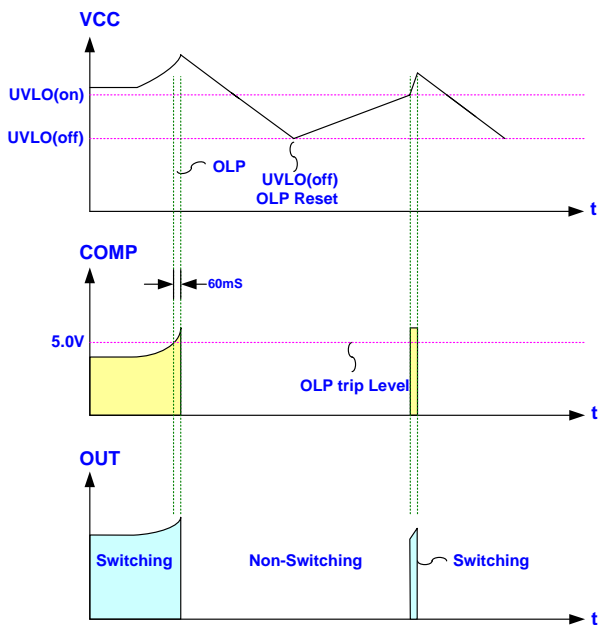 VCC
UVLO(on)
UVLO(off)
OLP
UVLO(off)
OLP Reset
t
COMP
60mS
5.0V
OLP trip Level
t
OUT
Switching
Non-Switching
Switching
t